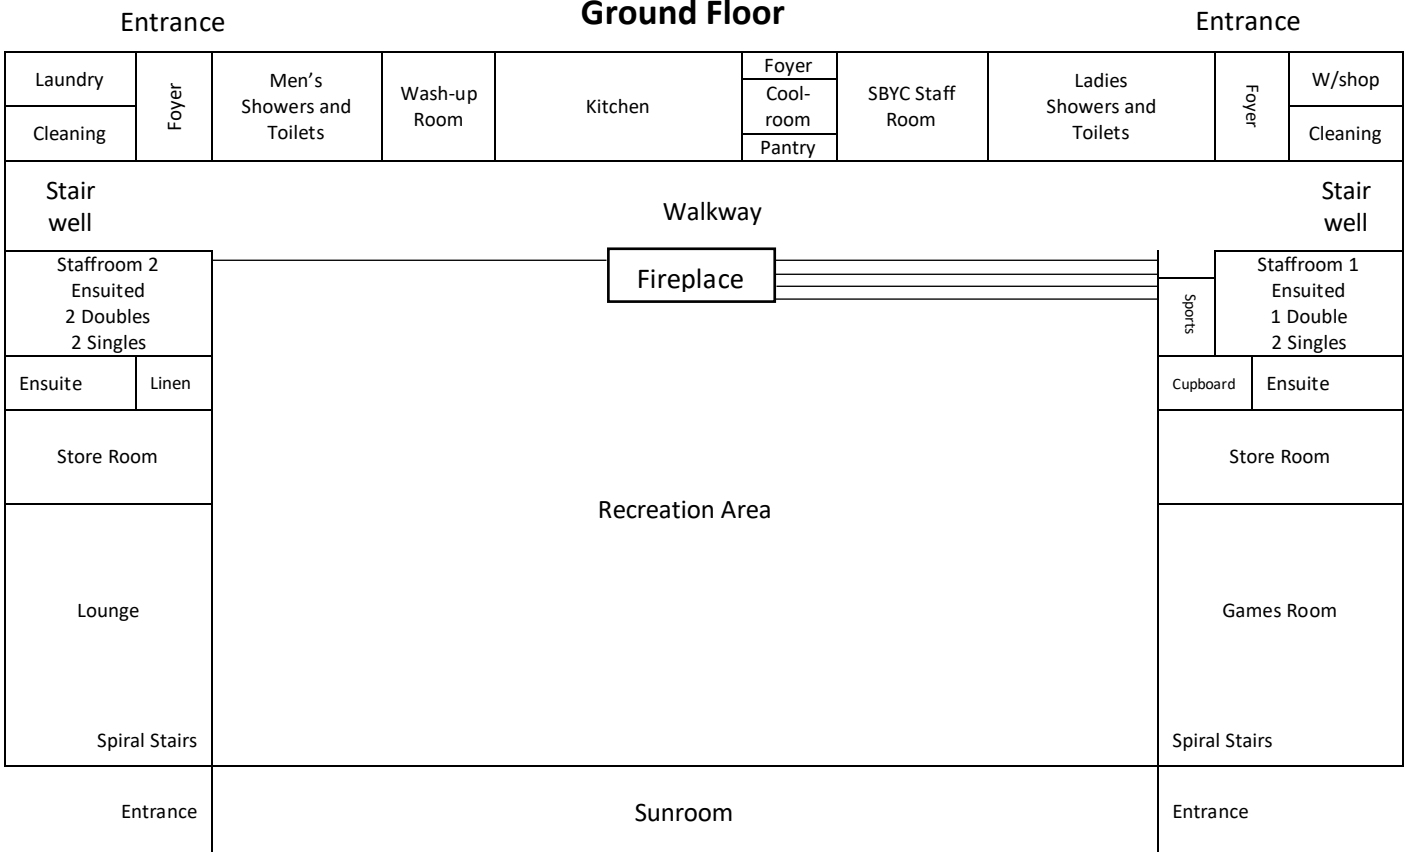 Ground Floor
Entrance
Entrance
Laundry
Cleaning
Foyer
Men's
Showers and
Toilets
Wash-up
Room
Kitchen
Foyer
Cool-
room
Pantry
SBYC Staff
Room
Ladies
Showers and
Toilets
Foyer
W/shop
Cleaning
Stair
well
Walkway
Stair
well
Staffroom 2
Ensuited
2 Doubles
2 Singles
Fireplace
Sports
Staffroom 1
Ensuited
1 Double
2 Singles
Ensuite
Linen
Cupboard
Ensuite
Store Room
Store Room
Recreation Area
Lounge
Games Room
Spiral Stairs
Spiral Stairs
Entrance
Sunroom
Entrance